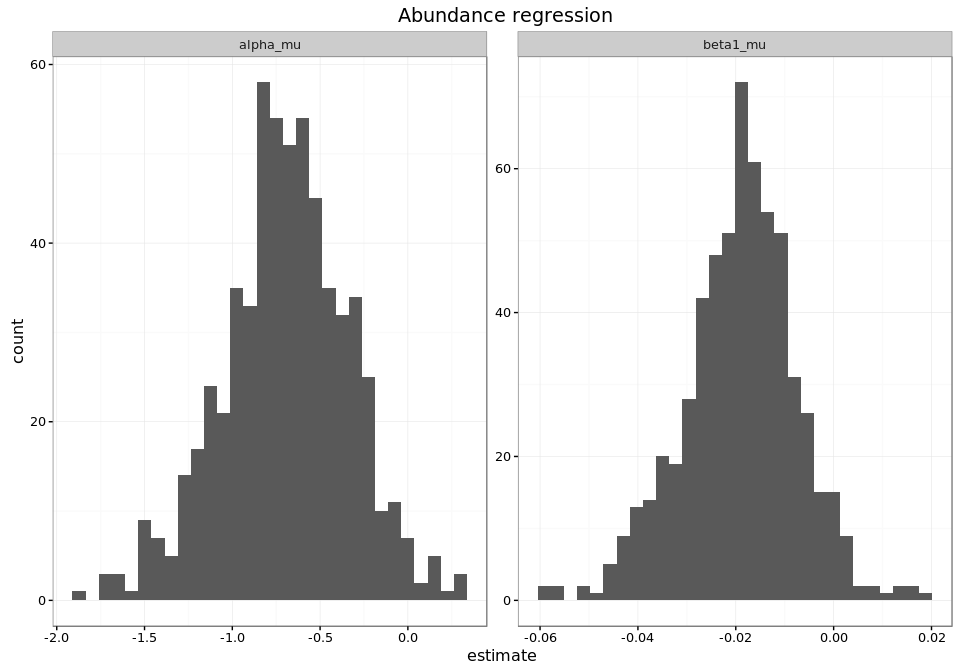 Abundance regression
alpha_mu
beta1_mu
60
40
20
0
60
40
20
0
count
-2.0 -1.5 -1.0 -0.5 0.0
-0.06 -0.04 -0.02 0.00 0.02
estimate